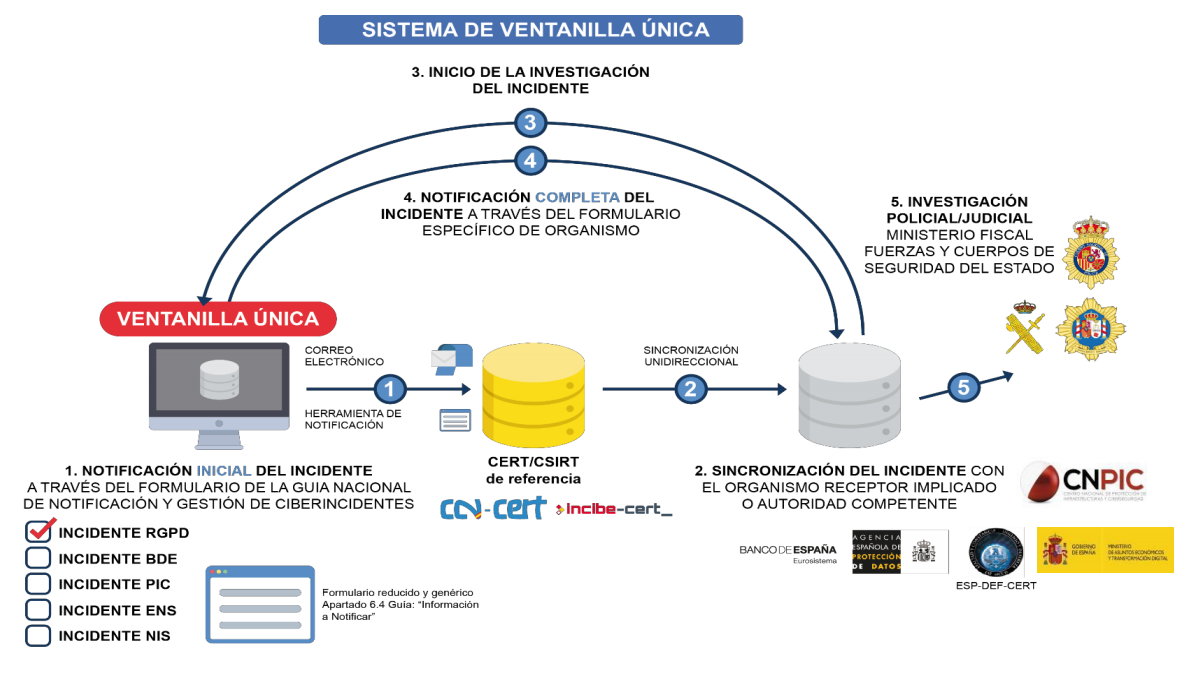 SISTEMA DE VENTANILLA ÚNICA
3. INICIO DE LA INVESTIGACIÓN
DEL INCIDENTE
3
4
4. NOTIFICACIÓN COMPLETA DEL
INCIDENTE A TRAVÉS DEL FORMULARIO
ESPECÍFICO DE ORGANISMO
5. INVESTIGACIÓN
POLICIAL/JUDICIAL
MINISTERIO FISCAL
FUERZAS Y CUERPOS DE
SEGURIDAD DEL ESTADO
VENTANILLA ÚNICA
CORREO
ELECTRÓNICO
1
HERRAMIENTA DE
NOTIFICACIÓN
SINCRONIZACIÓN
UNIDIRECCIONAL
2
5
CERT/CSIRT
de referencia
ccn-cert
incibe-cert_
1. NOTIFICACIÓN INICIAL DEL INCIDENTE
A TRAVÉS DEL FORMULARIO DE LA GUIA NACIONAL
DE NOTIFICACIÓN Y GESTIÓN DE CIBERINCIDENTES
INCIDENTE RGPD
INCIDENTE BDE
INCIDENTE PIC
INCIDENTE ENS
INCIDENTE NIS
Formulario reducido y genérico
Apartado 6.4 Guia: “Información
a Notificar”
2. SINCRONIZACIÓN DEL INCIDENTE CON
EL ORGANISMO RECEPTOR IMPLICADO
O AUTORIDAD COMPETENTE
CNPIC
CENTRO NACIONAL DE PROTECCIÓN DE
INFRAESTRUCTURAS Y CIBERSEGURIDAD
BANCO DE ESPAÑA
Eurosistema
AGENCIA
ESPAÑOLA DE
PROTECCIÓN
DE DATOS
ESP-DEF-CERT
GOBIERNO
DE ESPAÑA
MINISTERIO
DE ASUNTOS ECONÓMICOS
Y TRANSFORMACIÓN DIGITAL